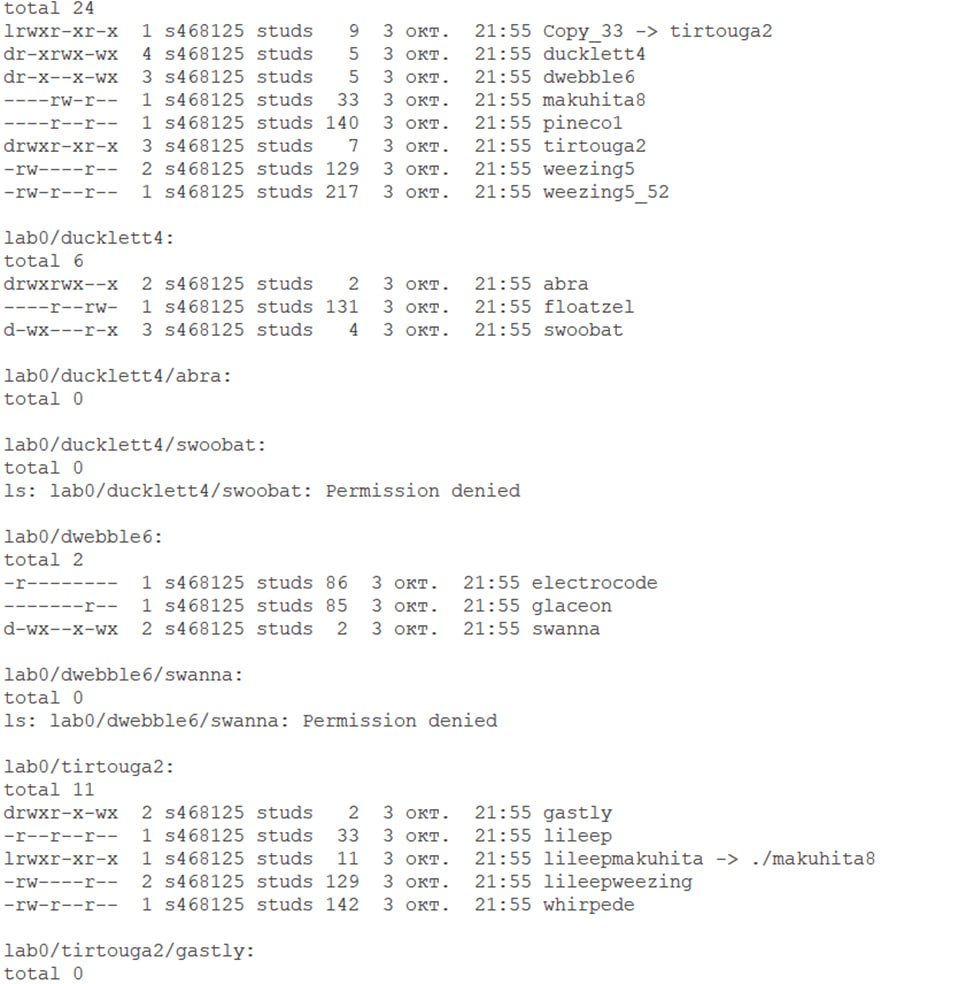 total 24
lrwxr-xr-x 1 s468125 studs 9 3 окт. 21:55 Copy_33 -> tirtouga2
dr-xrwx-wx 4 s468125 studs 5 3 окт. 21:55 ducklett4
dr-x--x-wx 3 s468125 studs 5 3 окт. 21:55 dwebble6
----rw-r-- 1 s468125 studs 33 3 окт. 21:55 makuhita8
----r--r-- 1 s468125 studs 140 3 окт. 21:55 pineco1
drwxr-xr-x 3 s468125 studs 7 3 окт. 21:55 tirtouga2
-rw----r-- 2 s468125 studs 129 3 окт. 21:55 weezing5
-rw-r--r-- 1 s468125 studs 217 3 окт. 21:55 weezing5_52
lab0/ducklett4:
total 6
drwxrwx--x 2 s468125 studs 2 3 окт. 21:55 abra
----r--rw- 1 s468125 studs 131 3 окт. 21:55 floatzel
d-wx---r-x 3 s468125 studs 4 3 окт. 21:55 swoobat
lab0/ducklett4/abra:
total 0
lab0/ducklett4/swoobat:
total 0
ls: lab0/ducklett4/swoobat: Permission denied
lab0/dwebble6:
total 2
-r-------- 1 s468125 studs 86 3 окт. 21:55 electrocode
-------r-- 1 s468125 studs 85 3 окт. 21:55 glaceon
d-wx--x-wx 2 s468125 studs 2 3 окт. 21:55 swanna
lab0/dwebble6/swanna:
total 0
ls: lab0/dwebble6/swanna: Permission denied
lab0/tirtouga2:
total 11
drwxr-x-wx 2 s468125 studs 2 3 окт. 21:55 gastly
-r--r--r-- 1 s468125 studs 33 3 окт. 21:55 lileep
lrwxr-xr-x 1 s468125 studs 11 3 окт. 21:55 lileepmakuhita -> ./makuhita8
-rw----r-- 2 s468125 studs 129 3 окт. 21:55 lileepweezing
-rw-r--r-- 1 s468125 studs 142 3 окт. 21:55 whirpede
lab0/tirtouga2/gastly:
total 0